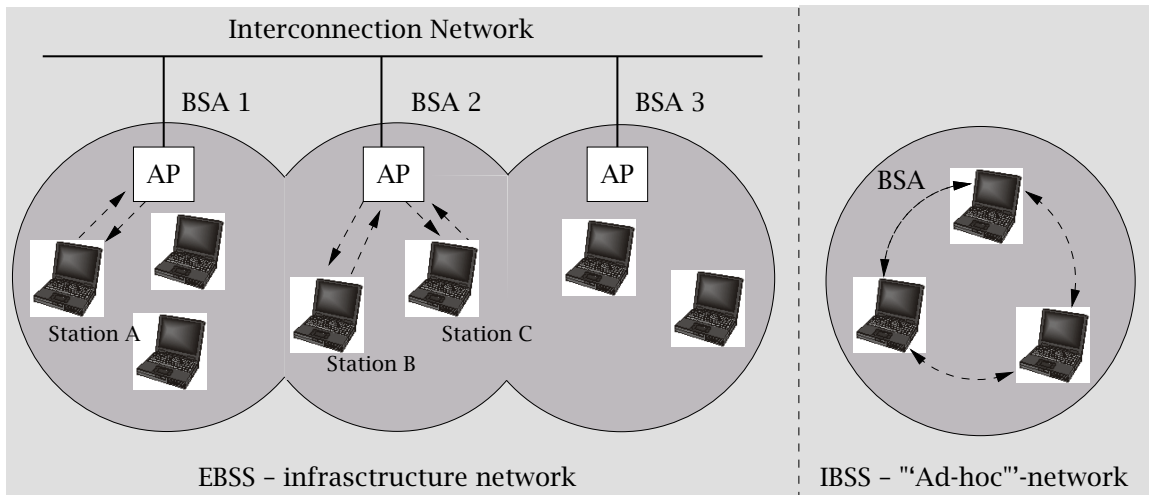 Interconnection Network
BSA 1
BSA 2
BSA 3
AP
AP
AP
Station A
Station B
Station C
EBSS – infrasctructure network
BSA
IBSS – "‘Ad-hoc"’-network